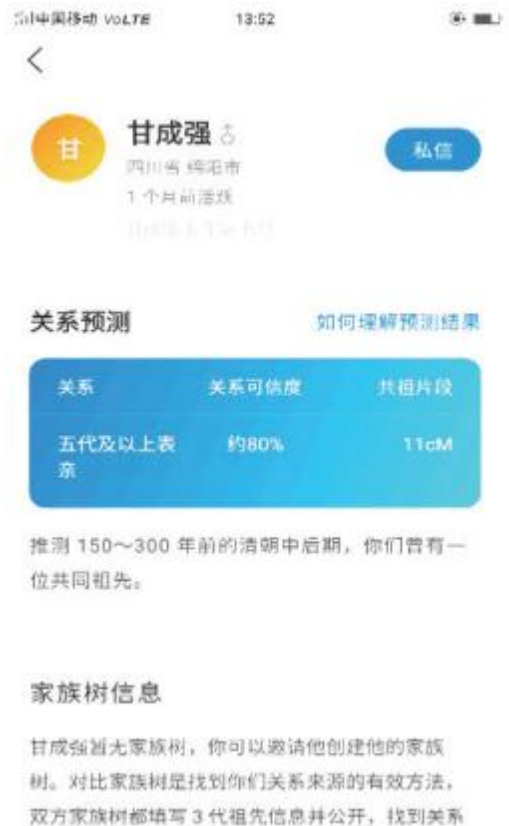 中国移动 VoLTE 13:52
甘
甘成强
四川省 绵阳市
1 个月前活跃
私信
关系预测 如何理解预测结果
关系 关系可信度 共祖片段
五代及以上表 约80% 11cM
亲
推测 150～300 年前的清朝中后期，你们曾有一
位共同祖先。
家族树信息
甘成强暂无家族树，你可以邀请他创建他的家族
树。对比家族树是找到你们关系来源的有效方法，
双方家族树都填写 3 代祖先信息并公开，找到关系